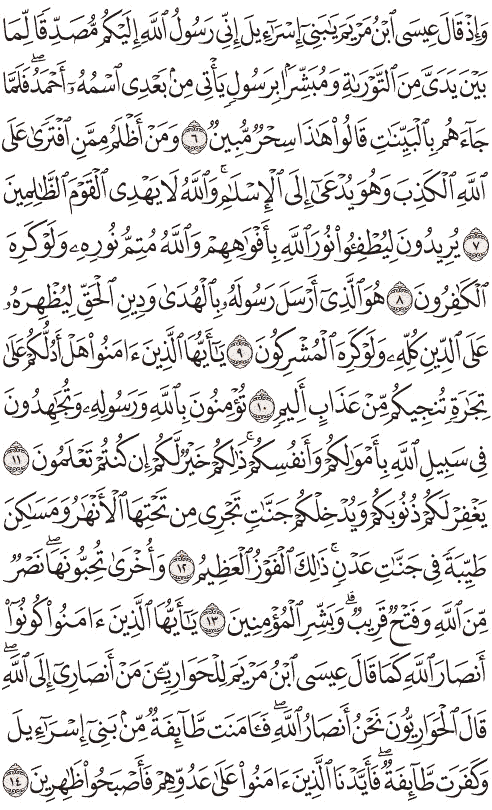 وَإِذْ قَالَ عِيسَى ٱبْنُ مَرْيَمَ يَٰبَنِىٓ إِسْرَٰٓءِيلَ إِنِّى رَسُولُ ٱللَّهِ إِلَيْكُم مُّصَدِّقًا لِّمَا
بَيْنَ يَدَىَّ مِنَ ٱلتَّوْرَىٰةِ وَمُبَشِّرًۢا بِرَسُولٍ يَأْتِى مِنۢ بَعْدِى ٱسْمُهُۥٓ أَحْمَدُ ۖ فَلَمَّا
جَآءَهُم بِٱلْبَيِّنَٰتِ قَالُوا۟ هَٰذَا سِحْرٌ مُّبِينٌ ٦ وَمَنْ أَظْلَمُ مِمَّنِ ٱفْتَرَىٰ عَلَى
ٱللَّهِ ٱلْكَذِبَ وَهُوَ يُدْعَىٰٓ إِلَى ٱلْإِسْلَٰمِ ۚ وَٱللَّهُ لَا يَهْدِى ٱلْقَوْمَ ٱلظَّٰلِمِينَ
٧ يُرِيدُونَ لِيُطْفِـُٔوا۟ نُورَ ٱللَّهِ بِأَفْوَٰهِهِمْ وَٱللَّهُ مُتِمُّ نُورِهِۦ وَلَوْ كَرِهَ
ٱلْكَٰفِرُونَ ٨ هُوَ ٱلَّذِىٓ أَرْسَلَ رَسُولَهُۥ بِٱلْهُدَىٰ وَدِينِ ٱلْحَقِّ لِيُظْهِرَهُۥ
عَلَى ٱلدِّينِ كُلِّهِۦ وَلَوْ كَرِهَ ٱلْمُشْرِكُونَ ٩ يَٰٓأَيُّهَا ٱلَّذِينَ ءَامَنُوا۟ هَلْ أَدُلُّكُمْ عَلَىٰ
تِجَٰرَةٍ تُنجِيكُم مِّنْ عَذَابٍ أَلِيمٍ ١٠ تُؤْمِنُونَ بِٱللَّهِ وَرَسُولِهِۦ وَتُجَٰهِدُونَ
فِى سَبِيلِ ٱللَّهِ بِأَمْوَٰلِكُمْ وَأَنفُسِكُمْ ۚ ذَٰلِكُمْ خَيْرٌ لَّكُمْ إِن كُنتُمْ تَعْلَمُونَ ١١
يَغْفِرْ لَكُمْ ذُنُوبَكُمْ وَيُدْخِلْكُمْ جَنَّٰتٍ تَجْرِى مِن تَحْتِهَا ٱلْأَنْهَٰرُ وَمَسَٰكِنَ
طَيِّبَةً فِى جَنَّٰتِ عَدْنٍ ۚ ذَٰلِكَ ٱلْفَوْزُ ٱلْعَظِيمُ ١٢ وَأُخْرَىٰ تُحِبُّونَهَا ۖ نَصْرٌ
مِّنَ ٱللَّهِ وَفَتْحٌ قَرِيبٌ ۗ وَبَشِّرِ ٱلْمُؤْمِنِينَ ١٣ يَٰٓأَيُّهَا ٱلَّذِينَ ءَامَنُوا۟ كُونُوٓا۟
أَنصَارَ ٱللَّهِ كَمَا قَالَ عِيسَى ٱبْنُ مَرْيَمَ لِلْحَوَارِيِّـۧنَ مَنْ أَنصَارِىٓ إِلَى ٱللَّهِ ۖ
قَالَ ٱلْحَوَارِيُّونَ نَحْنُ أَنصَارُ ٱللَّهِ ۖ فَـَٔامَنَت طَّآئِفَةٌ مِّنۢ بَنِىٓ إِسْرَٰٓءِيلَ
وَكَفَرَت طَّآئِفَةٌ ۖ فَأَيَّدْنَا ٱلَّذِينَ ءَامَنُوا۟ عَلَىٰ عَدُوِّهِمْ فَأَصْبَحُوا۟ ظَٰهِرِينَ ١٤